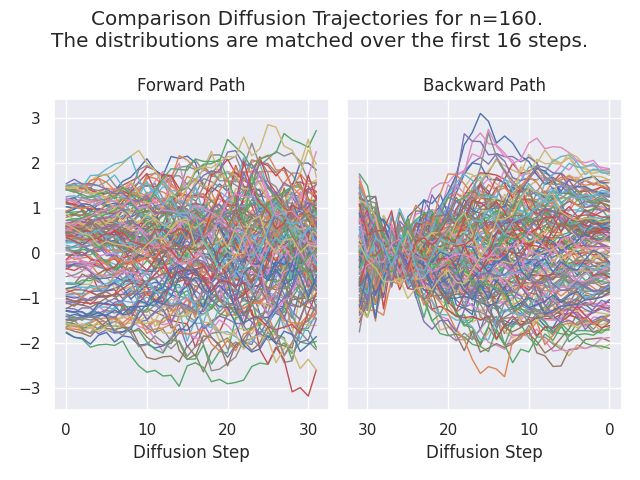 Comparison Diffusion Trajectories for n=160.
The distributions are matched over the first 16 steps.
Forward Path
Backward Path
3
2
1
0
−1
−2
−3
0 10 20 30
30 20 10 0
Diffusion Step
Diffusion Step